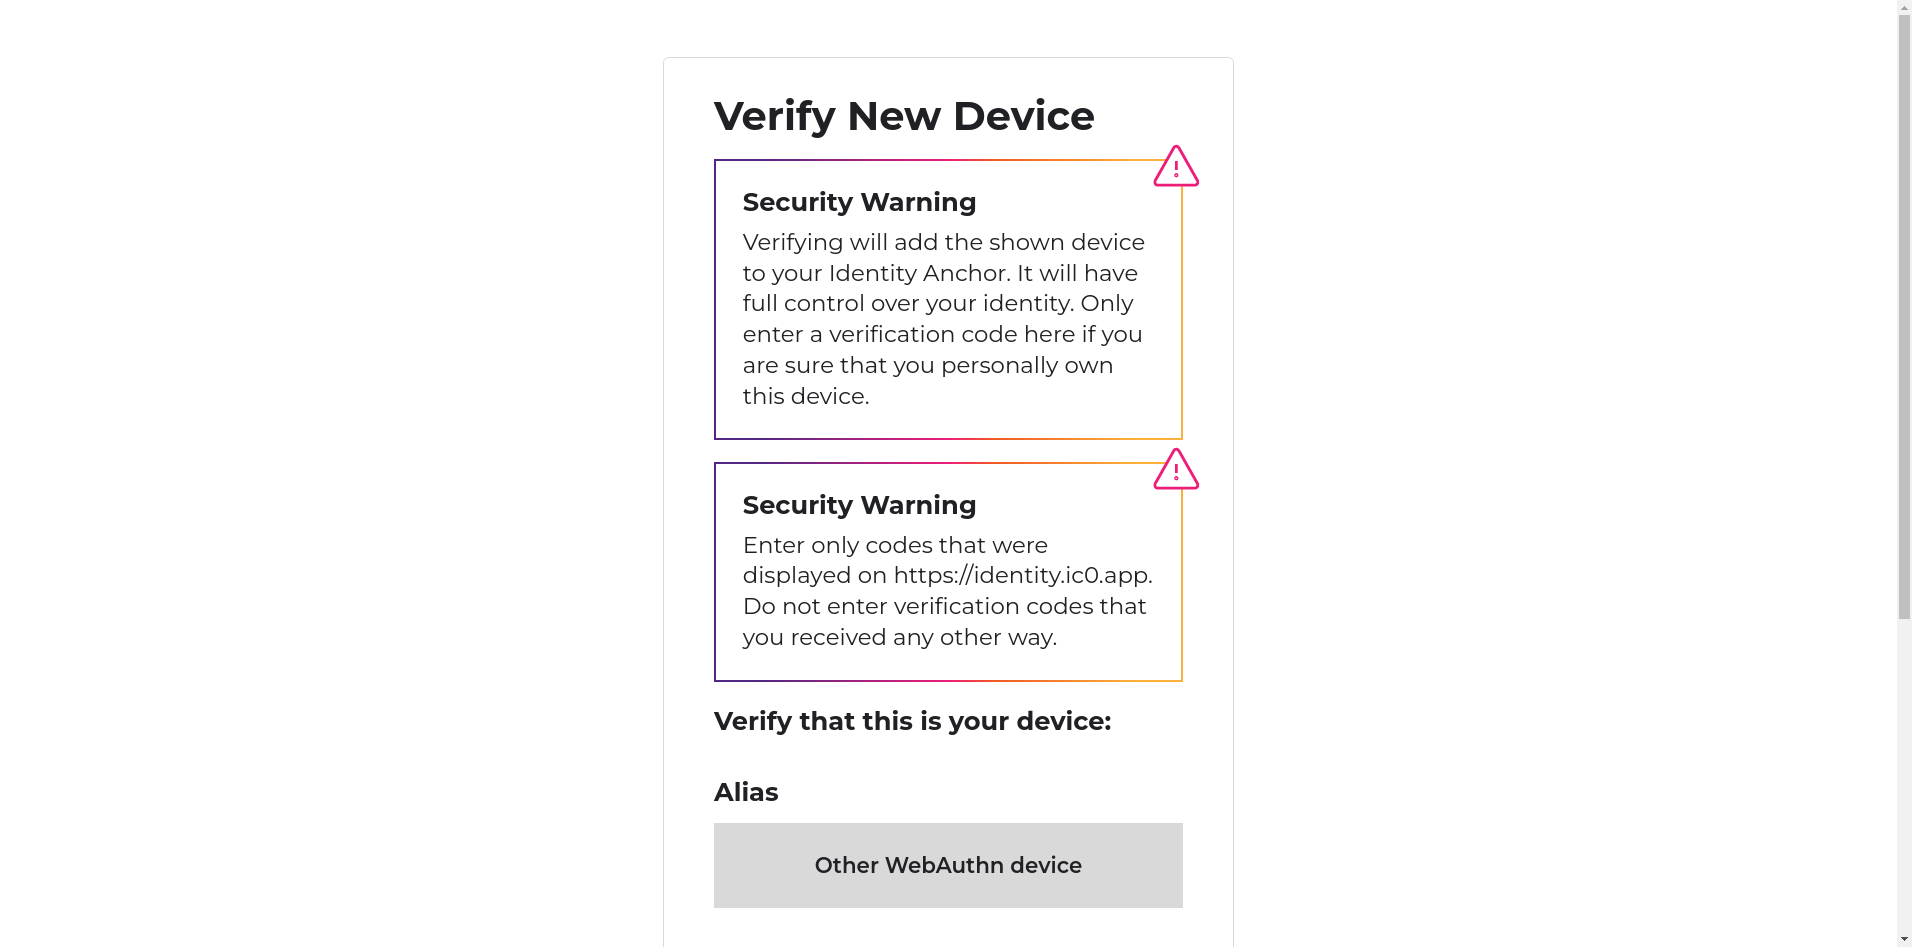 Verify New Device
Security Warning
Verifying will add the shown device
to your Identity Anchor. It will have
full control over your identity. Only
enter a verification code here if you
are sure that you personally own
this device.
Security Warning
Enter only codes that were
displayed on https://identity.ic0.app.
Do not enter verification codes that
you received any other way.
Verify that this is your device:
Alias
Other WebAuthn device